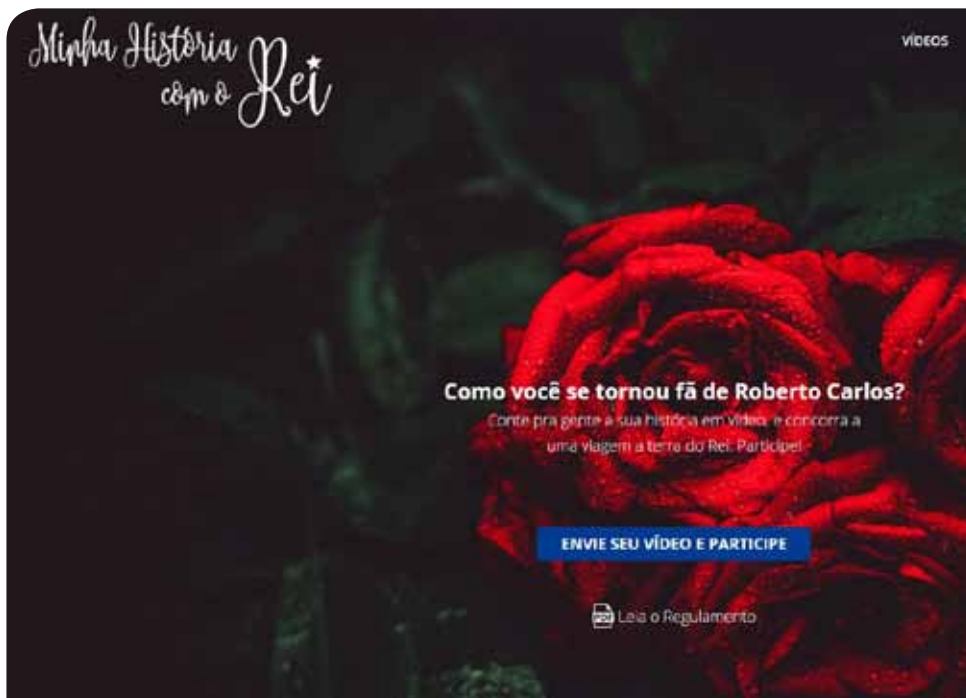 Minha História
com o Rei
VÍDEOS
Como você se tornou fã de Roberto Carlos?
Conte pra gente a sua história em vídeo, e concorra a
uma viagem a terra do Rei. Participe!
ENVIE SEU VÍDEO E PARTICIPE
PDF Leia o Regulamento